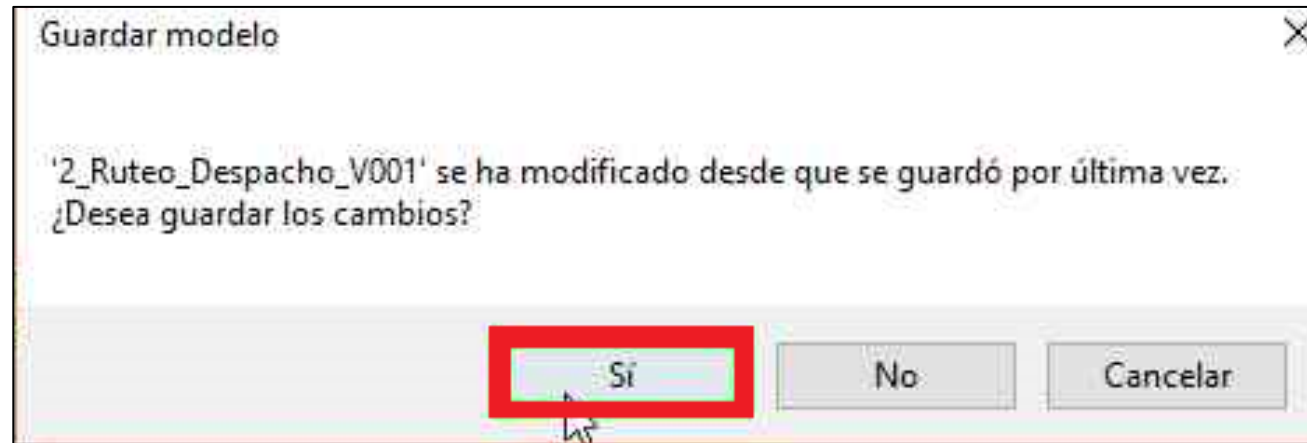 Guardar modelo
'2_Ruteo_Despacho_V001' se ha modificado desde que se guardó por última vez.
¿Desea guardar los cambios?
Sí No Cancelar